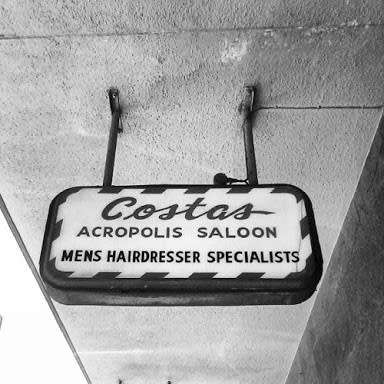 Costas
ACROPOLIS SALOON
MENS HAIRDRESSER SPECIALISTS